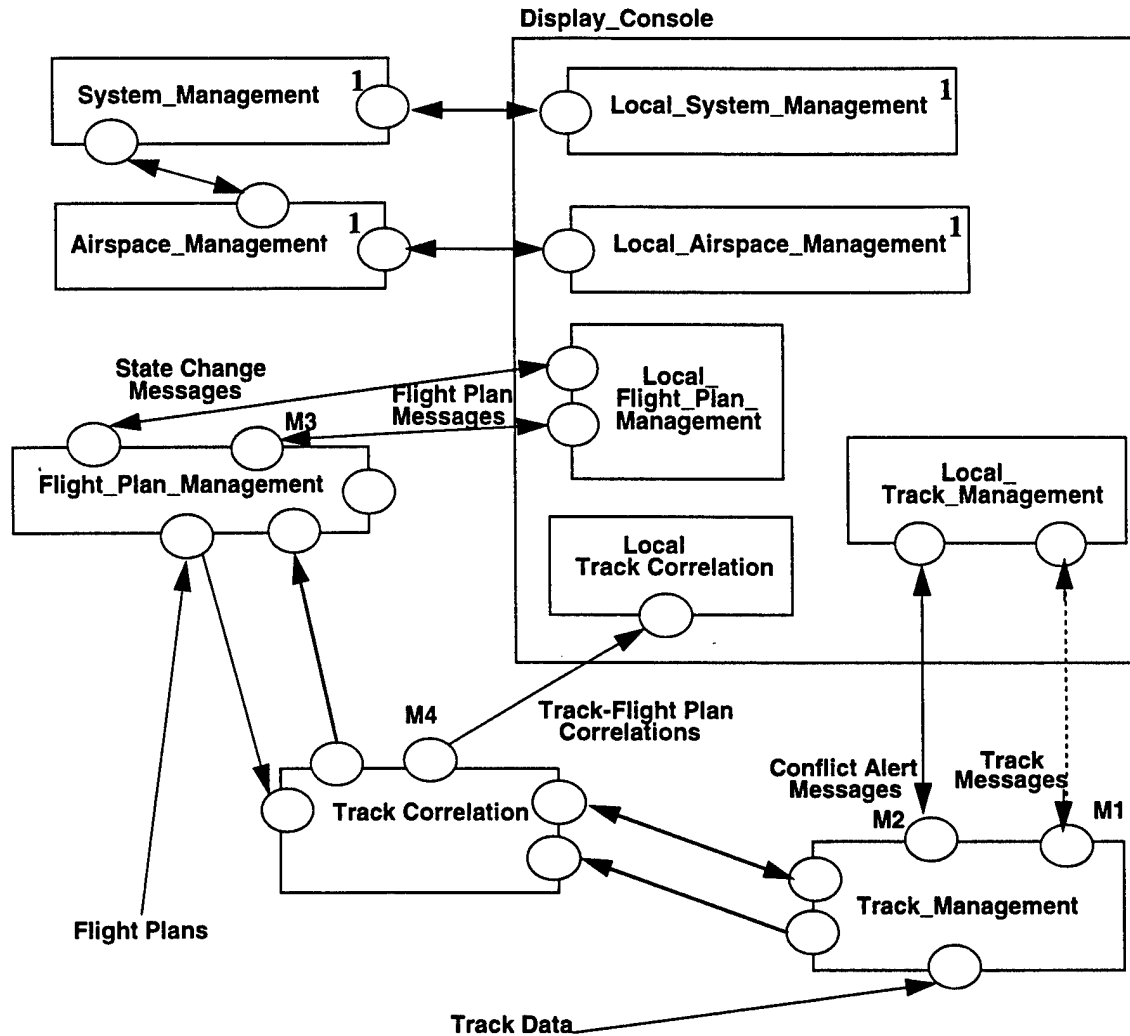 Display_Console
System_Management
1
Local_System_Management
1
Airspace_Management
1
Local_Airspace_Management
1
State Change
Messages
Flight Plan
Messages
Local_
Flight_Plan_
Management
M3
Flight_Plan_Management
Local_
Track_Management
Local
Track Correlation
M4
Track-Flight Plan
Correlations
Conflict Alert
Messages
Track
Messages
M2
M1
Track Correlation
Track_Management
Flight Plans
Track Data